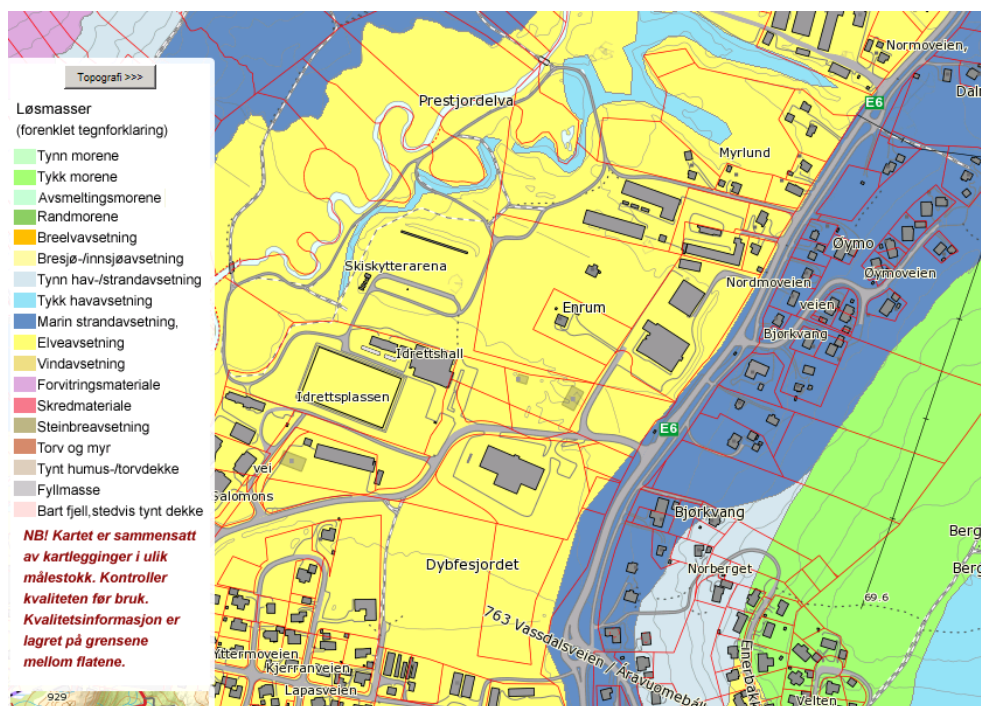 Topografi >>>
Løsmasser
(forenklet tegnforklaring)
Tynn morene
Tykk morene
Avsmeltingsmorene
Randmorene
Breelvavsetning
Bresjø-/innsjøavsetning
Tynn hav-/strandavsetning
Tykk havavsetning
Marin strandavsetning,
Elveavsetning
Vindavsetning
Forvitringsmateriale
Skredmateriale
Steinbreavsetning
Torv og myr
Tynt humus-/torvdekke
Fyllmasse
Bart fjell,stedvis tynt dekke
NB! Kartet er sammensatt
av kartlegginger i ulik
målestokk. Kontroller
kvaliteten før bruk.
Kvalitetsinformasjon er
lagret på grensene
mellom flatene.
929
Normoveien,
E6
Prestjordelva
Myrlund
Øymo
Øymoveien
Skiskytterarena
Nordmoveien
veien
Enrum
Bjørkvang
Idrettshall
Idrettsplassen
E6
vei
Salomons
Bjørkvang
Dybfesjordet
Norberget
Berg
Berg
69.6
763 Vassdalsveien / Áravuomebál
Yttermoveien
Kjerranveien
Lapasveien
Einerbakk
Velten